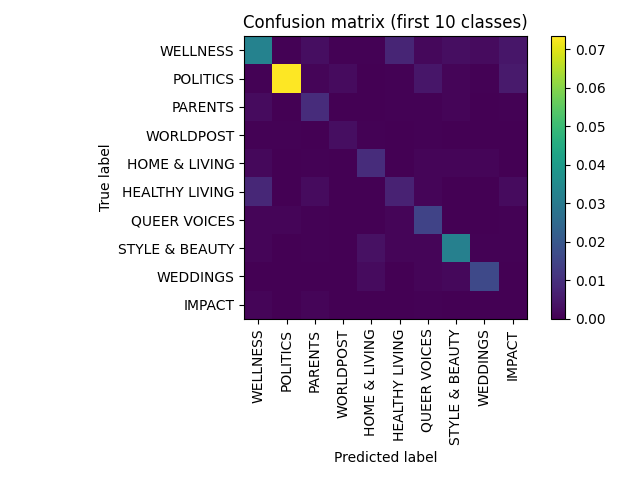 Confusion matrix (first 10 classes)
WELLNESS
POLITICS
PARENTS
WORLDPOST
HOME & LIVING
HEALTHY LIVING
QUEER VOICES
STYLE & BEAUTY
WEDDINGS
IMPACT
True label
WELLNESS
POLITICS
PARENTS
WORLDPOST
HOME & LIVING
HEALTHY LIVING
QUEER VOICES
STYLE & BEAUTY
WEDDINGS
IMPACT
Predicted label
0.07
0.06
0.05
0.04
0.03
0.02
0.01
0.00